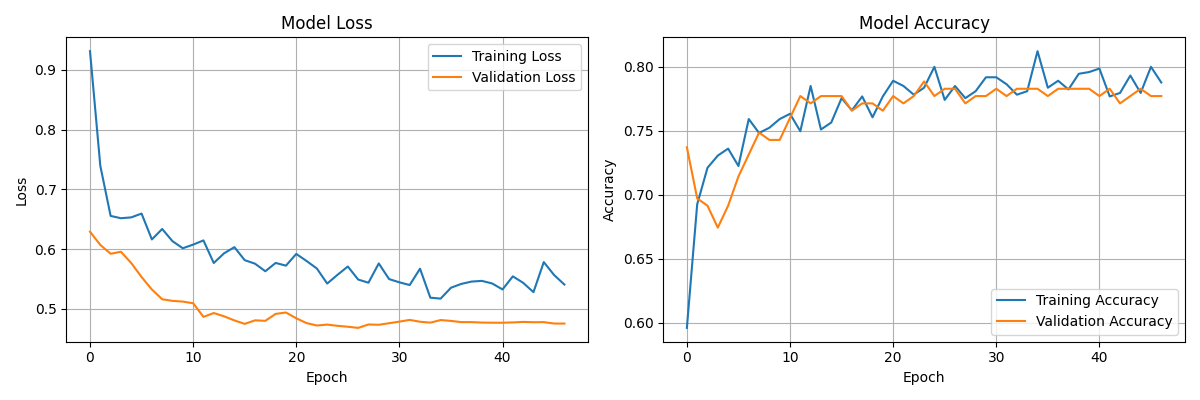 Model Loss
0.9
0.8
0.7
0.6
0.5
Loss
0
10
20
30
40
Epoch
Training Loss
Validation Loss
Model Accuracy
0.80
0.75
0.70
0.65
0.60
Accuracy
0
10
20
30
40
Epoch
Training Accuracy
Validation Accuracy